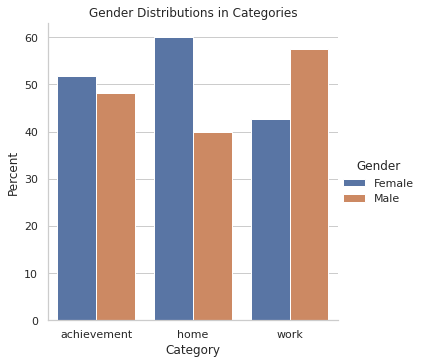 Gender Distributions in Categories
60
50
40
30
20
10
0
Percent
achievement home work
Category
Gender
Female
Male